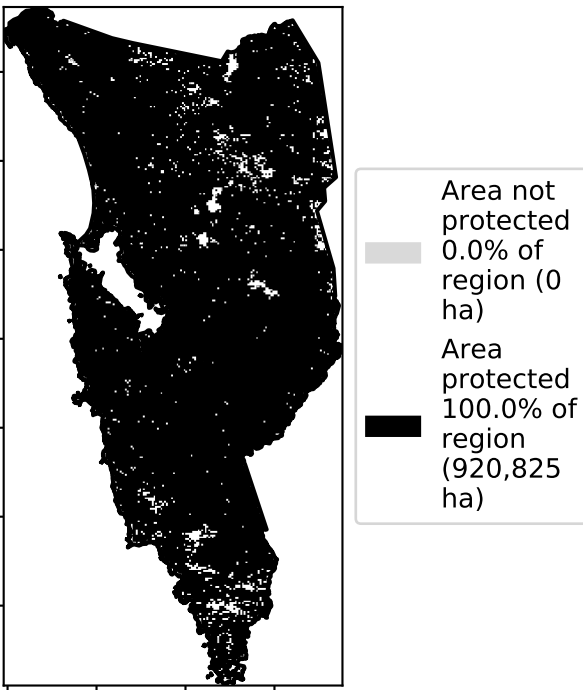 Area not
protected
0.0% of
region (0
ha)
Area
protected
100.0% of
region
(920,825
ha)